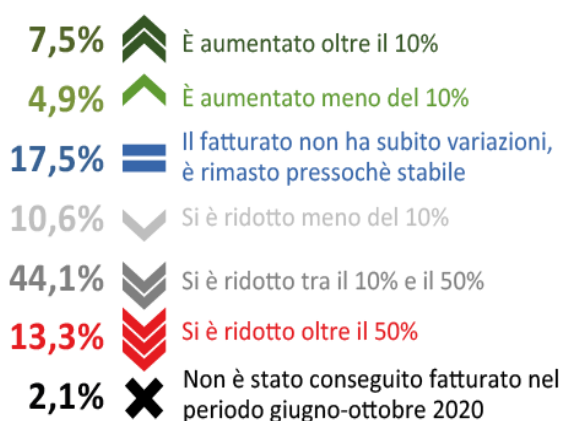 7,5% È aumentato oltre il 10%
4,9% È aumentato meno del 10%
Il fatturato non ha subito variazioni,
17,5% è rimasto pressochè stabile
10,6% Si è ridotto meno del 10%
44,1% Si è ridotto tra il 10% e il 50%
13,3% Si è ridotto oltre il 50%
Non è stato conseguito fatturato nel
2,1% periodo giugno-ottobre 2020